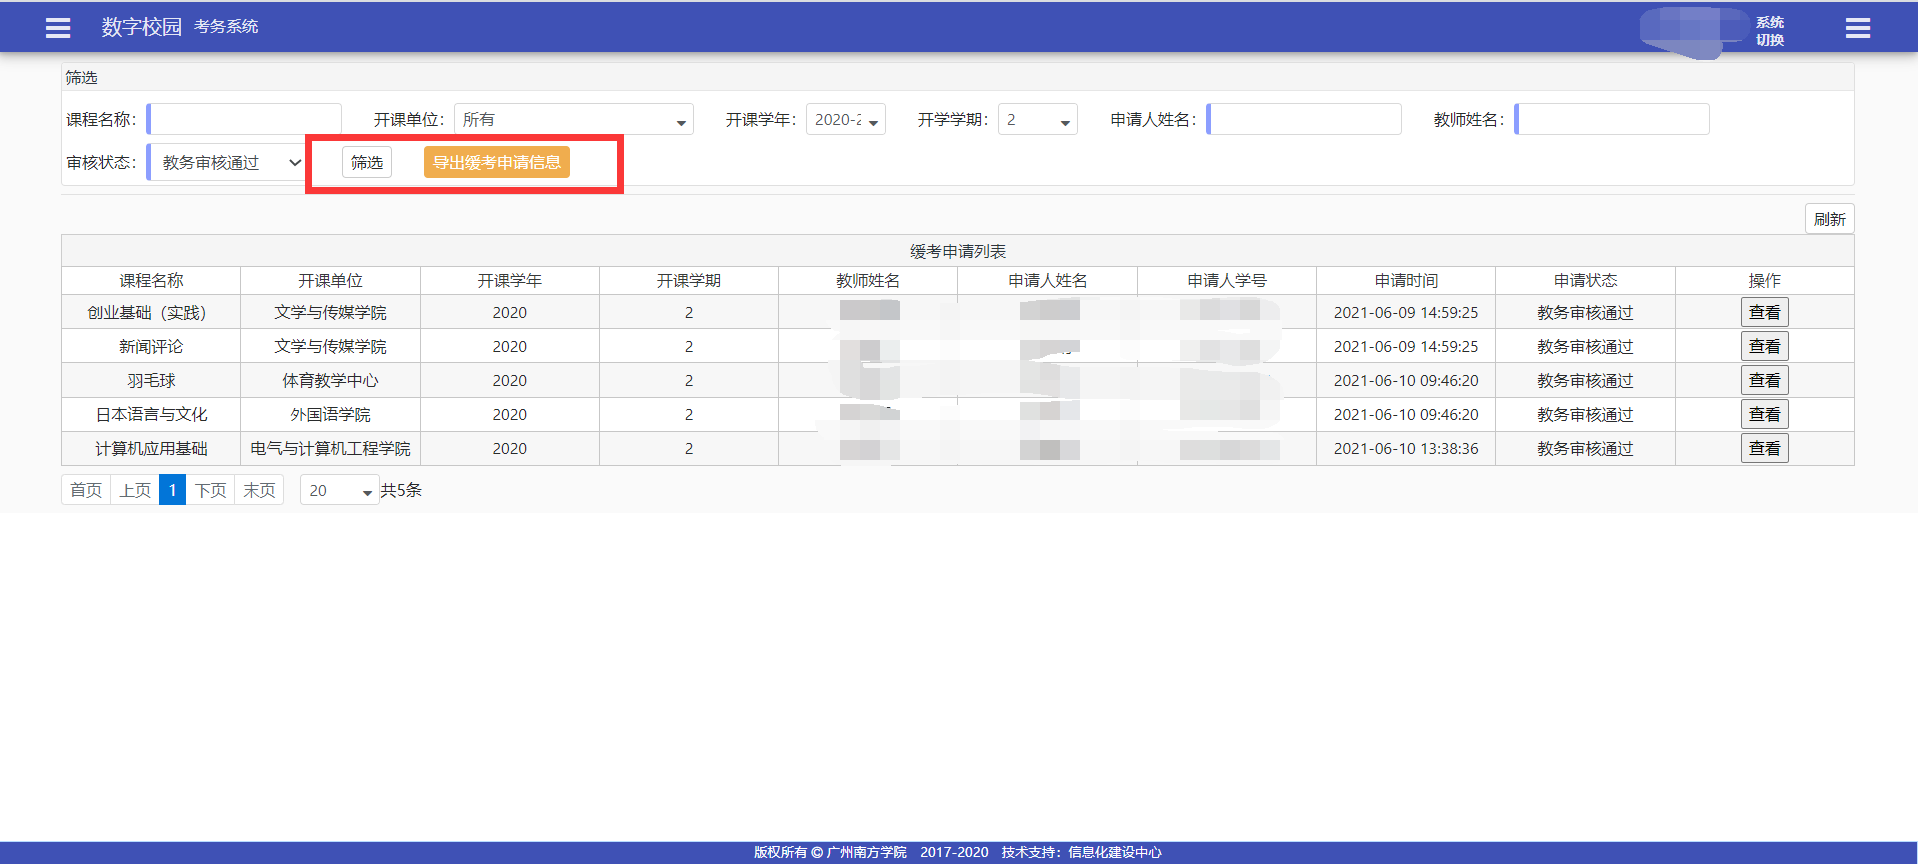 数字校园 考务系统
系统
切换
筛选
课程名称： 开课单位： 所有 开课学年： 2020-2 开学学期： 2 申请人姓名： 教师姓名：
审核状态： 教务审核通过 筛选 导出缓考申请信息
刷新
缓考申请列表
课程名称 开课单位 开课学年 开课学期 教师姓名 申请人姓名 申请人学号 申请时间 申请状态 操作
创业基础（实践） 文学与传媒学院 2020 2 2021-06-09 14:59:25 教务审核通过 查看
新闻评论 文学与传媒学院 2020 2 2021-06-09 14:59:25 教务审核通过 查看
羽毛球 体育教学中心 2020 2 2021-06-10 09:46:20 教务审核通过 查看
日本语言与文化 外国语学院 2020 2 2021-06-10 09:46:20 教务审核通过 查看
计算机应用基础 电气与计算机工程学院 2020 2 2021-06-10 13:38:36 教务审核通过 查看
首页 上页 1 下页 末页 20 共5条
版权所有 © 广州南方学院 2017-2020 技术支持：信息化建设中心